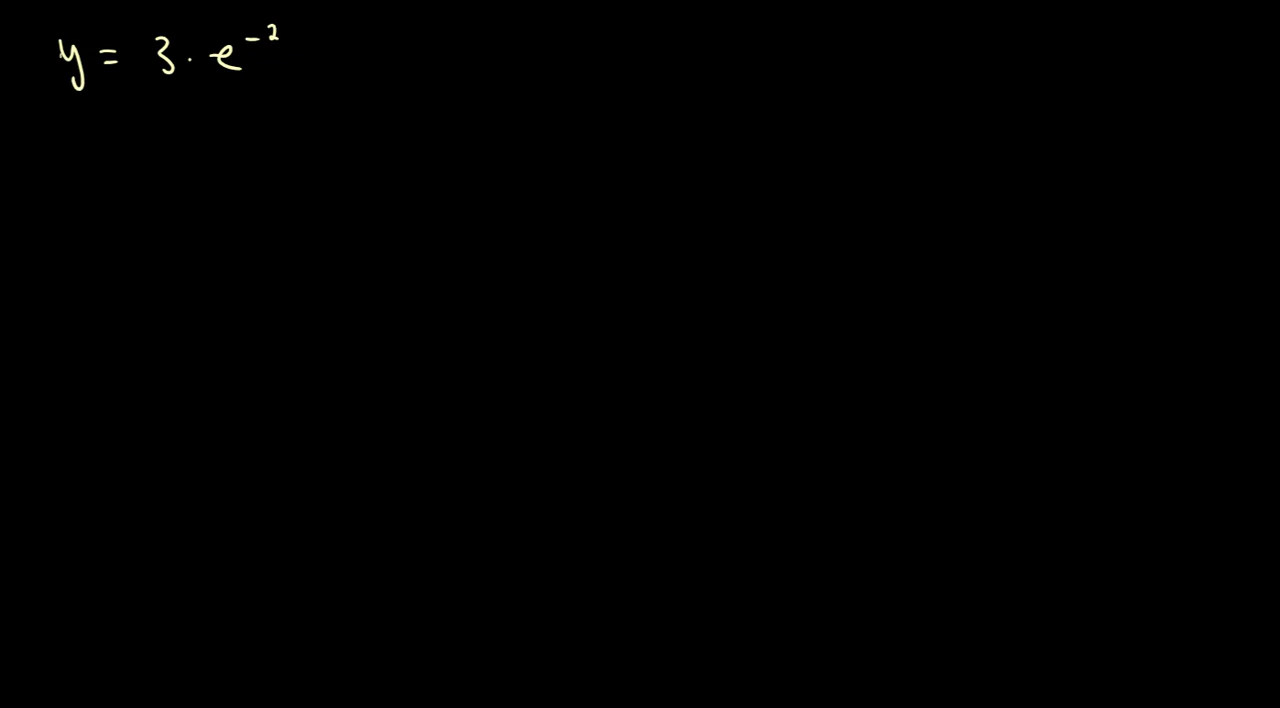 y = 3 · e⁻²